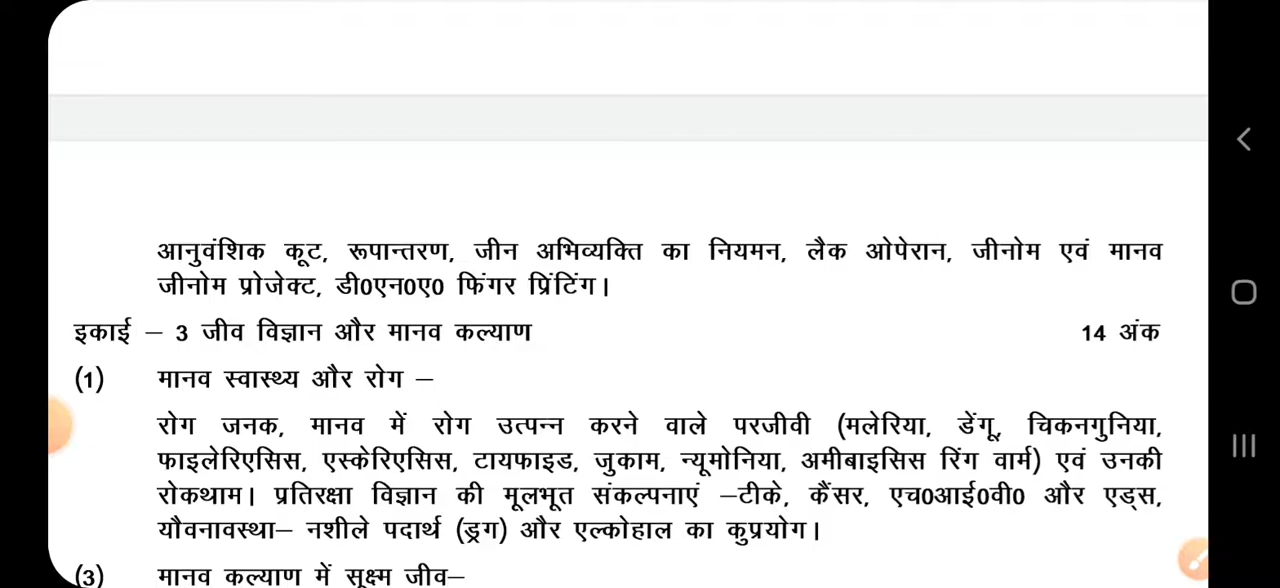 आनुवंशिक कूट, रूपान्तरण, जीन अभिव्यक्ति का नियमन, लैक ओपेरान, जीनोम एवं मानव
जीनोम प्रोजेक्ट, डी0एन0ए0 फिंगर प्रिंटिंग।
इकाई – 3 जीव विज्ञान और मानव कल्याण 14 अंक
(1) मानव स्वास्थ्य और रोग –
रोग जनक, मानव में रोग उत्पन्न करने वाले परजीवी (मलेरिया, डेंगू, चिकनगुनिया,
फाइलेरिएसिस, एस्केरिएसिस, टायफाइड, जुकाम, न्यूमोनिया, अमीबाइसिस रिंग वार्म) एवं उनकी
रोकथाम। प्रतिरक्षा विज्ञान की मूलभूत संकल्पनाएं –टीके, कैंसर, एच0आई0वी0 और एड्स,
यौवनावस्था– नशीले पदार्थ (ड्रग) और एल्कोहाल का कुप्रयोग।
(3) मानव कल्याण में सूक्ष्म जीव–